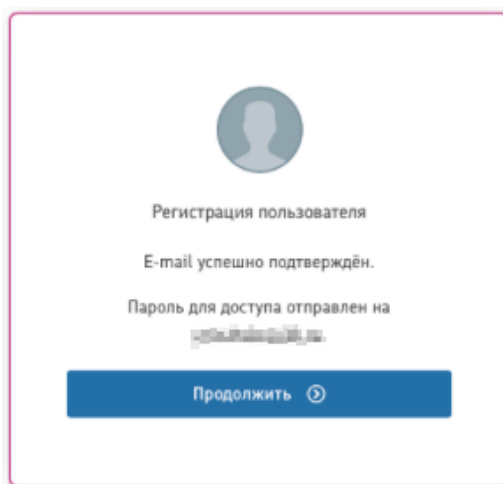 Регистрация пользователя
E-mail успешно подтверждён.
Пароль для доступа отправлен на
Продолжить